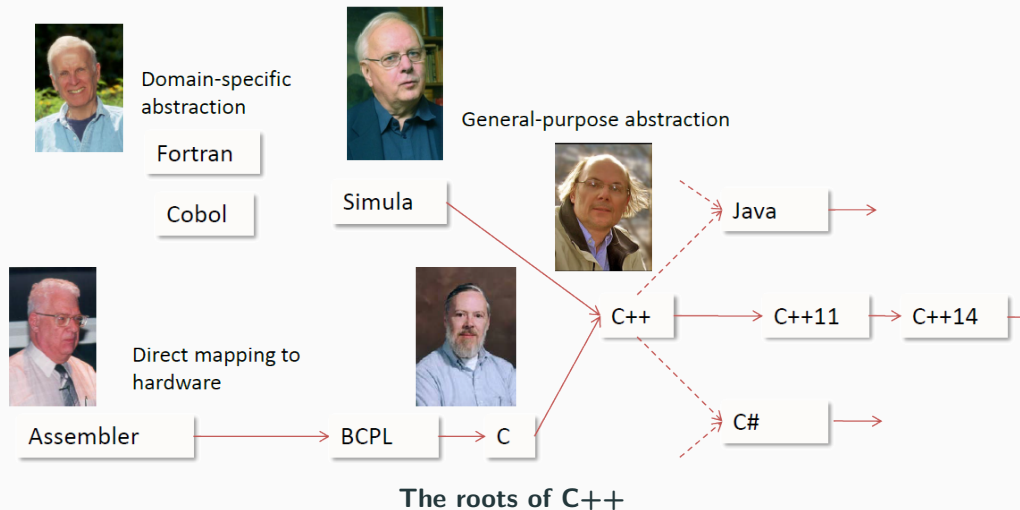 Domain-specific
abstraction
Fortran
Cobol
General-purpose abstraction
Simula
Java
C++
C++11
C++14
Direct mapping to
hardware
Assembler
BCPL
C
C#
The roots of C++